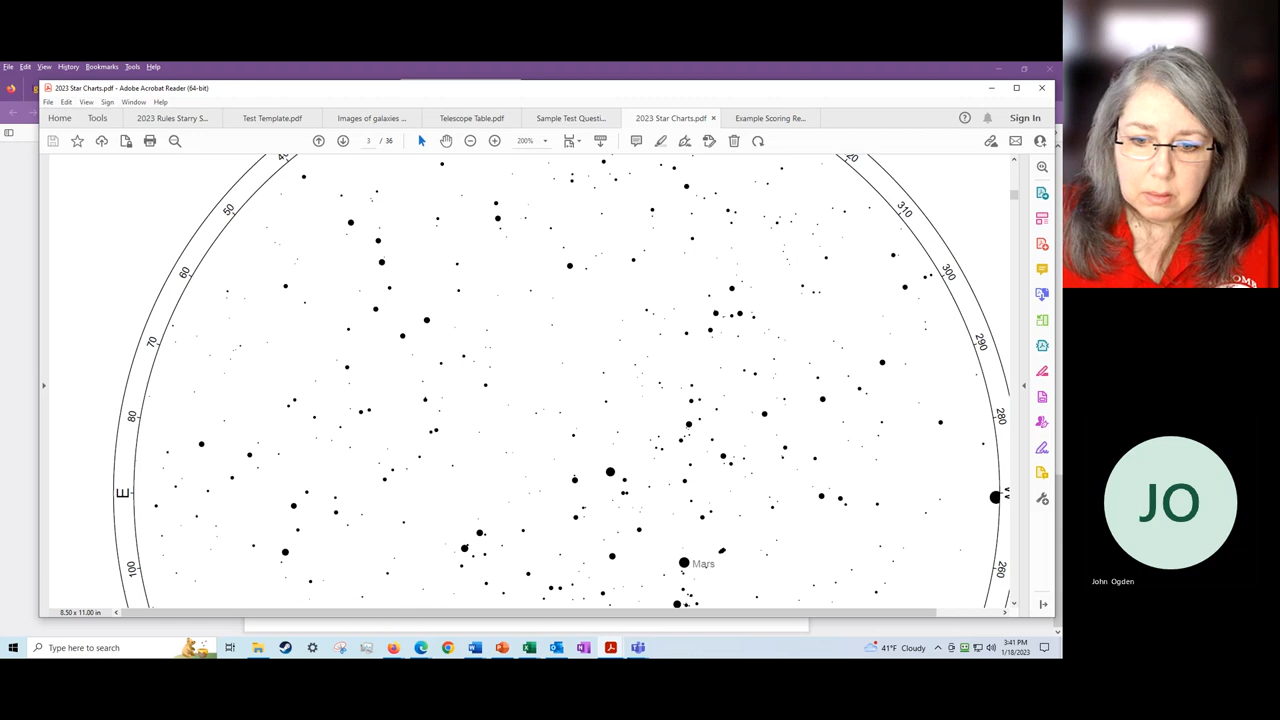 File Edit View History Bookmarks Tools Help
2023 Star Charts.pdf - Adobe Acrobat Reader (64-bit)
File Edit View Sign Window Help
Home Tools 2023 Rules Starry S... Test Template.pdf Images of galaxies ... Telescope Table.pdf Sample Test Questi... 2023 Star Charts.pdf × Example Scoring Re... Sign In
3 / 36 200%
50 310
60 300
70 290
80 280
E
100 Mars 260
8.50 x 11.00 in
JO
John Ogden
Type here to search
41°F Cloudy
3:41 PM
1/18/2023